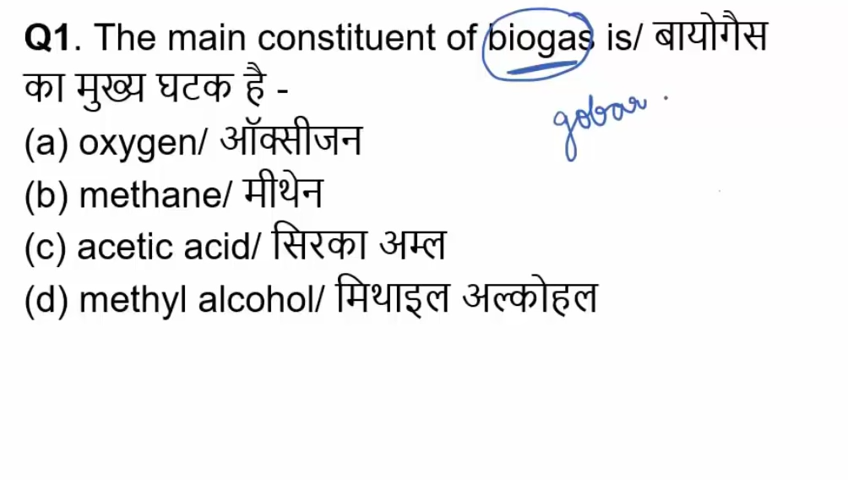 Q1. The main constituent of biogas is/ बायोगैस
का मुख्य घटक है -
gobar
(a) oxygen/ ऑक्सीजन
(b) methane/ मीथेन
(c) acetic acid/ सिरका अम्ल
(d) methyl alcohol/ मिथाइल अल्कोहल